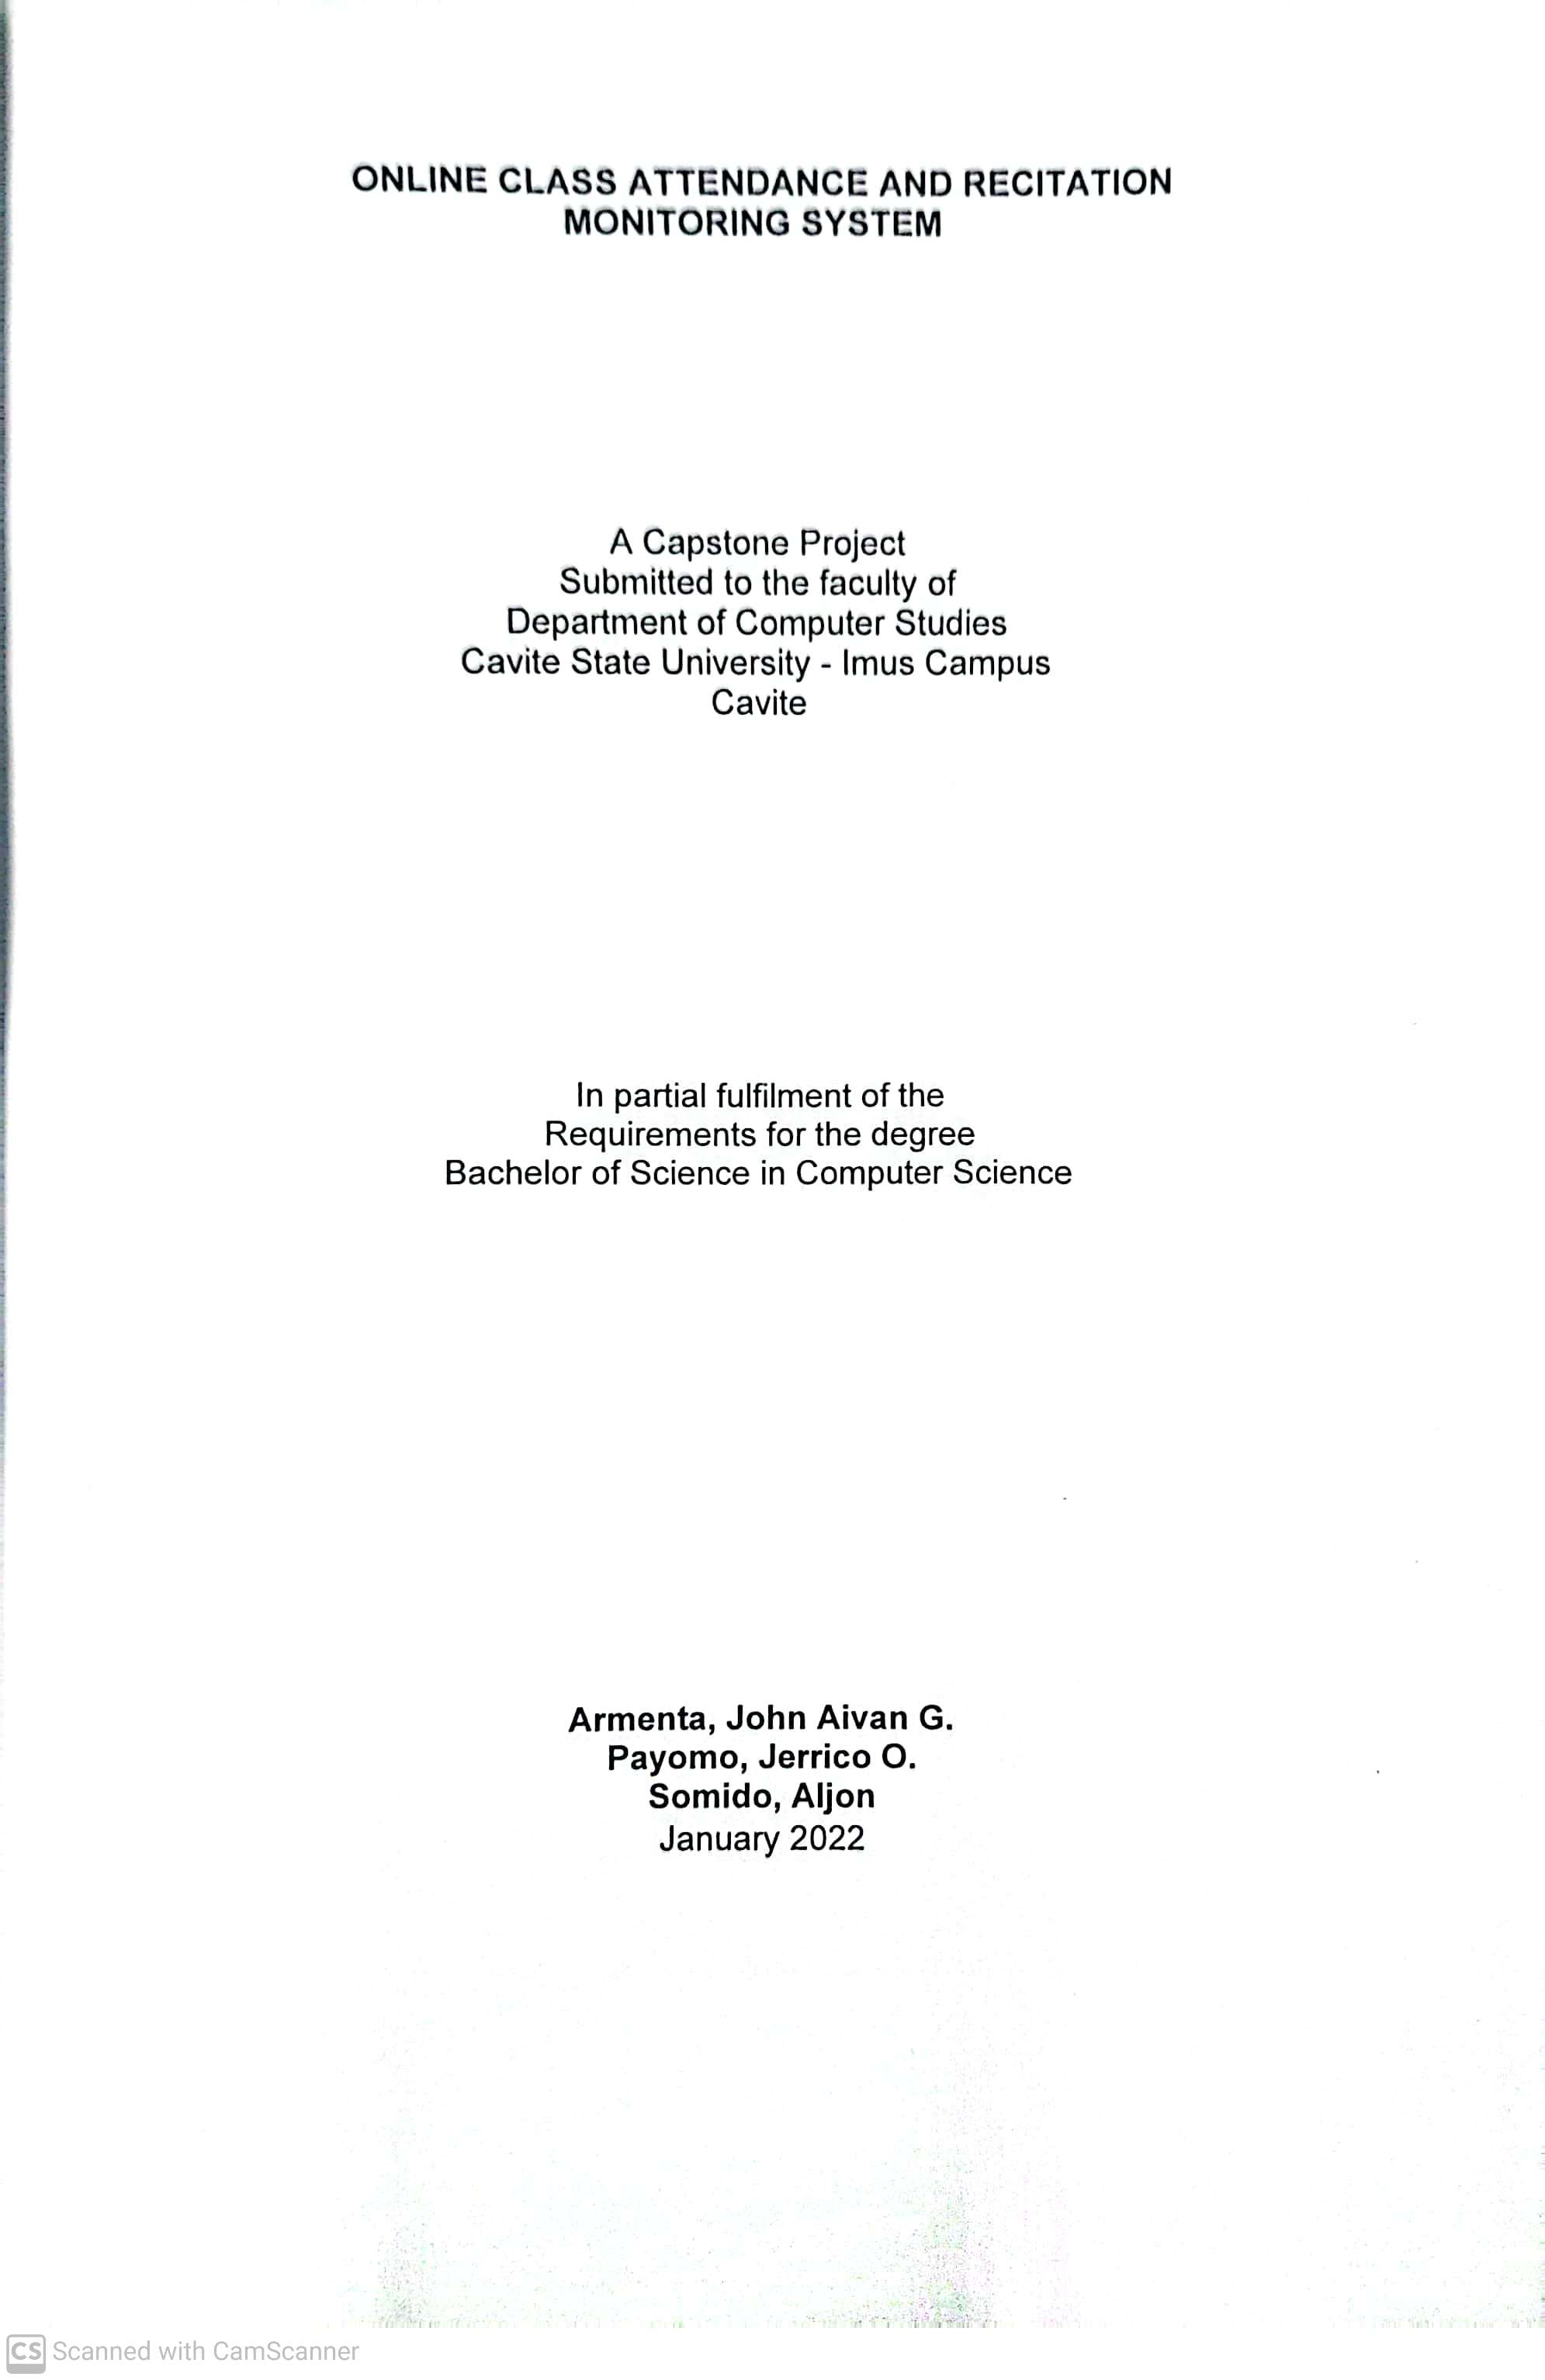 ONLINE CLASS ATTENDANCE AND RECITATION
MONITORING SYSTEM
A Capstone Project
Submitted to the faculty of
Department of Computer Studies
Cavite State University - Imus Campus
Cavite
In partial fulfilment of the
Requirements for the degree
Bachelor of Science in Computer Science
Armenta, John Aivan G.
Payomo, Jerrico O.
Somido, Aljon
January 2022
CS Scanned with CamScanner